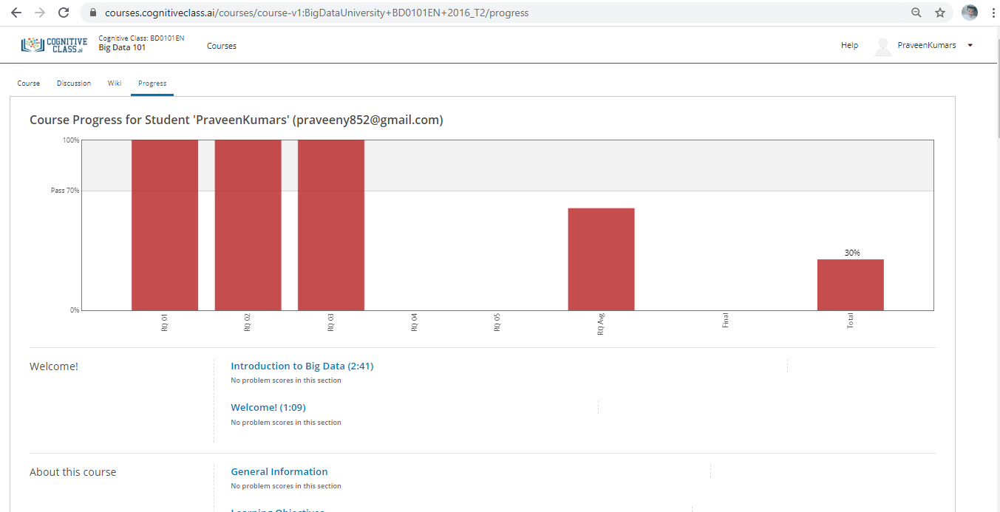 courses.cognitiveclass.ai/courses/course-v1:BigDataUniversity+BD0101EN+2016_T2/progress
COGNITIVE
CLASS.ai
Cognitive Class: BD0101EN
Big Data 101
Courses
Help
PraveenKumars
Course
Discussion
Wiki
Progress
Course Progress for Student 'PraveenKumars' (praveeny852@gmail.com)
100%
Pass 70%
0%
30%
RQ 01
RQ 02
RQ 03
RQ 04
RQ 05
RQ Avg
Final
Total
Welcome!
Introduction to Big Data (2:41)
No problem scores in this section
Welcome! (1:09)
No problem scores in this section
About this course
General Information
No problem scores in this section
Learning Objectives